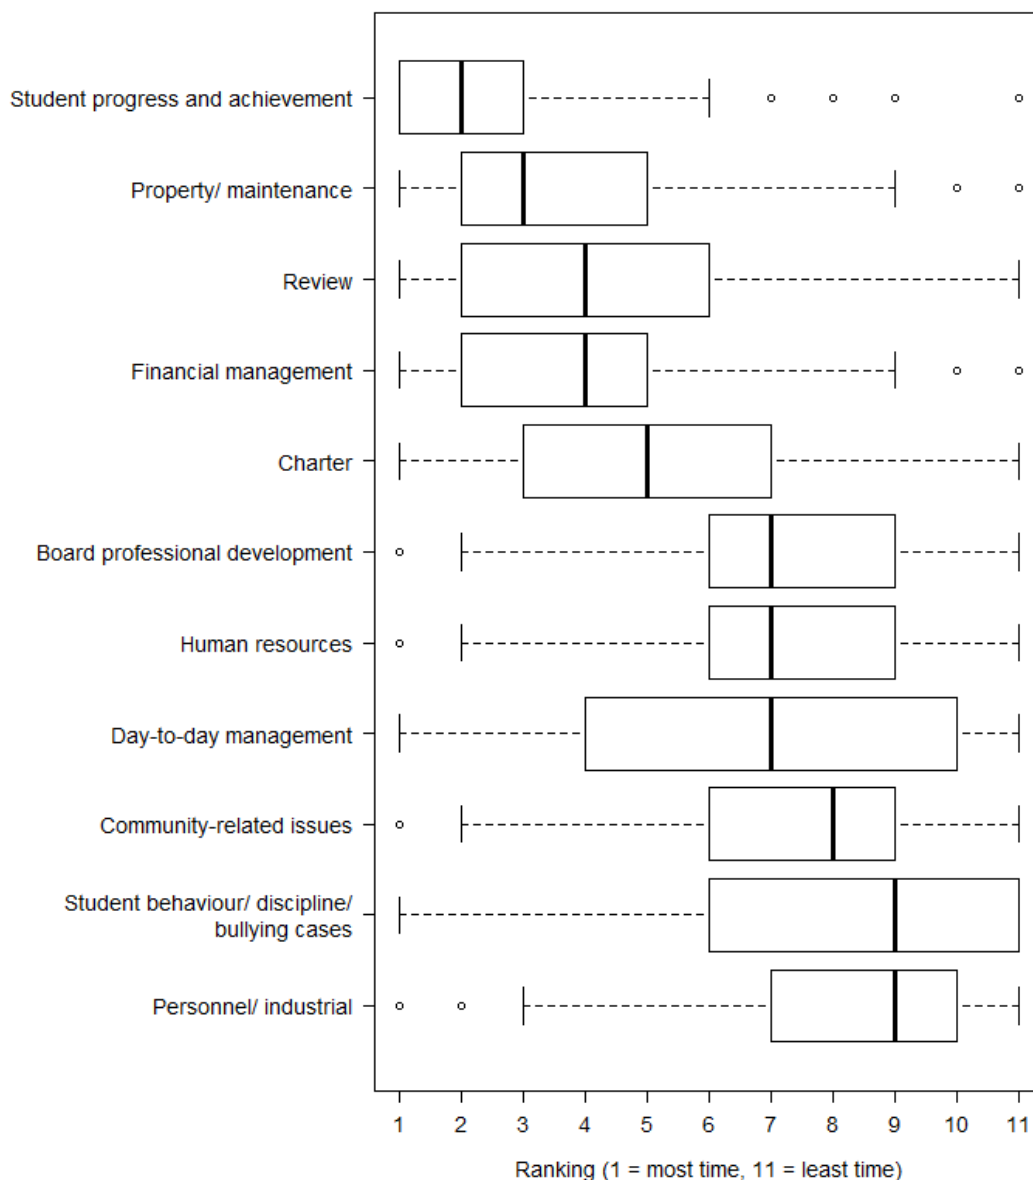 Student progress and achievement
Property/ maintenance
Review
Financial management
Charter
Board professional development
Human resources
Day-to-day management
Community-related issues
Student behaviour/ discipline/
bullying cases
Personnel/ industrial
1 2 3 4 5 6 7 8 9 10 11
Ranking (1 = most time, 11 = least time)